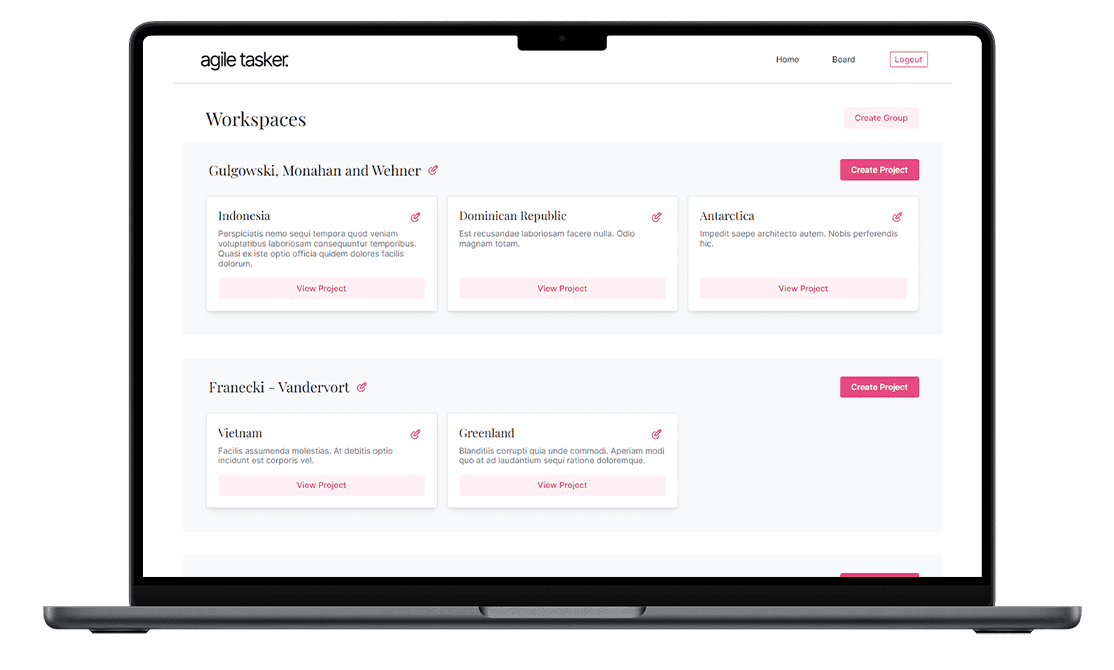 agile tasker.
Home Board Logout
Workspaces
Create Group
Gulgowski, Monahan and Wehner
Create Project
Indonesia
Perspiciatis nemo sequi tempora quod veniam
voluptatibus laboriosam consequuntur temporibus.
Quasi ex iste optio officia quidem dolores facilis
dolorum.
View Project
Dominican Republic
Est recusandae laboriosam facere nulla. Odio
magnam totam.
View Project
Antarctica
Impedit saepe architecto autem. Nobis perferendis
hic.
View Project
Franecki - Vandervort
Create Project
Vietnam
Facilis assumenda molestias. At debitis optio
incidunt est corporis vel.
View Project
Greenland
Blanditiis corrupti quia unde commodi. Aperiam modi
quo at ad laudantium sequi ratione doloremque.
View Project